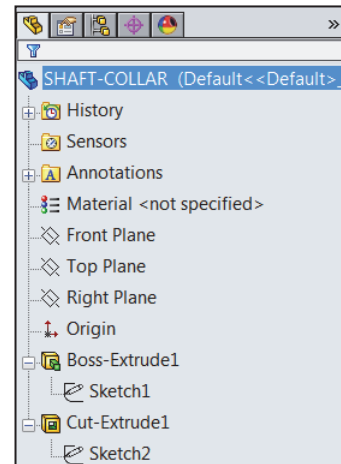 »
SHAFT-COLLAR (Default<<Default>_
History
Sensors
A Annotations
Material <not specified>
Front Plane
Top Plane
Right Plane
Origin
Boss-Extrude1
Sketch1
Cut-Extrude1
Sketch2